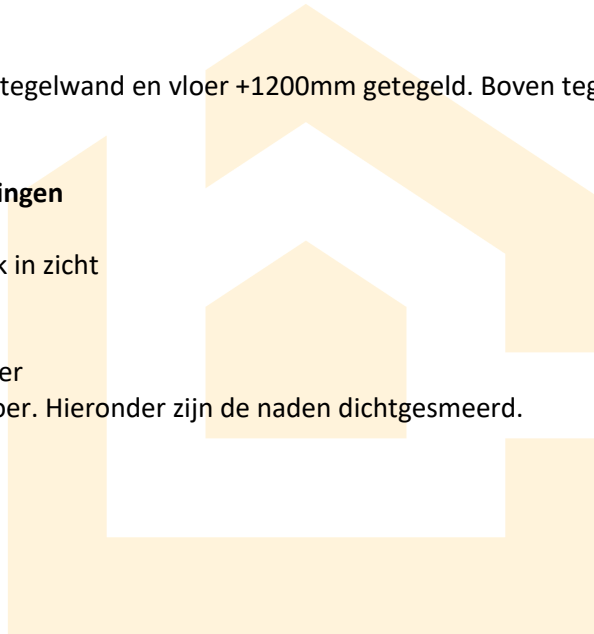 tegelwand en vloer +1200mm getegeld. Boven teg
ingen
k in zicht
er
oer. Hieronder zijn de naden dichtgesmeerd.